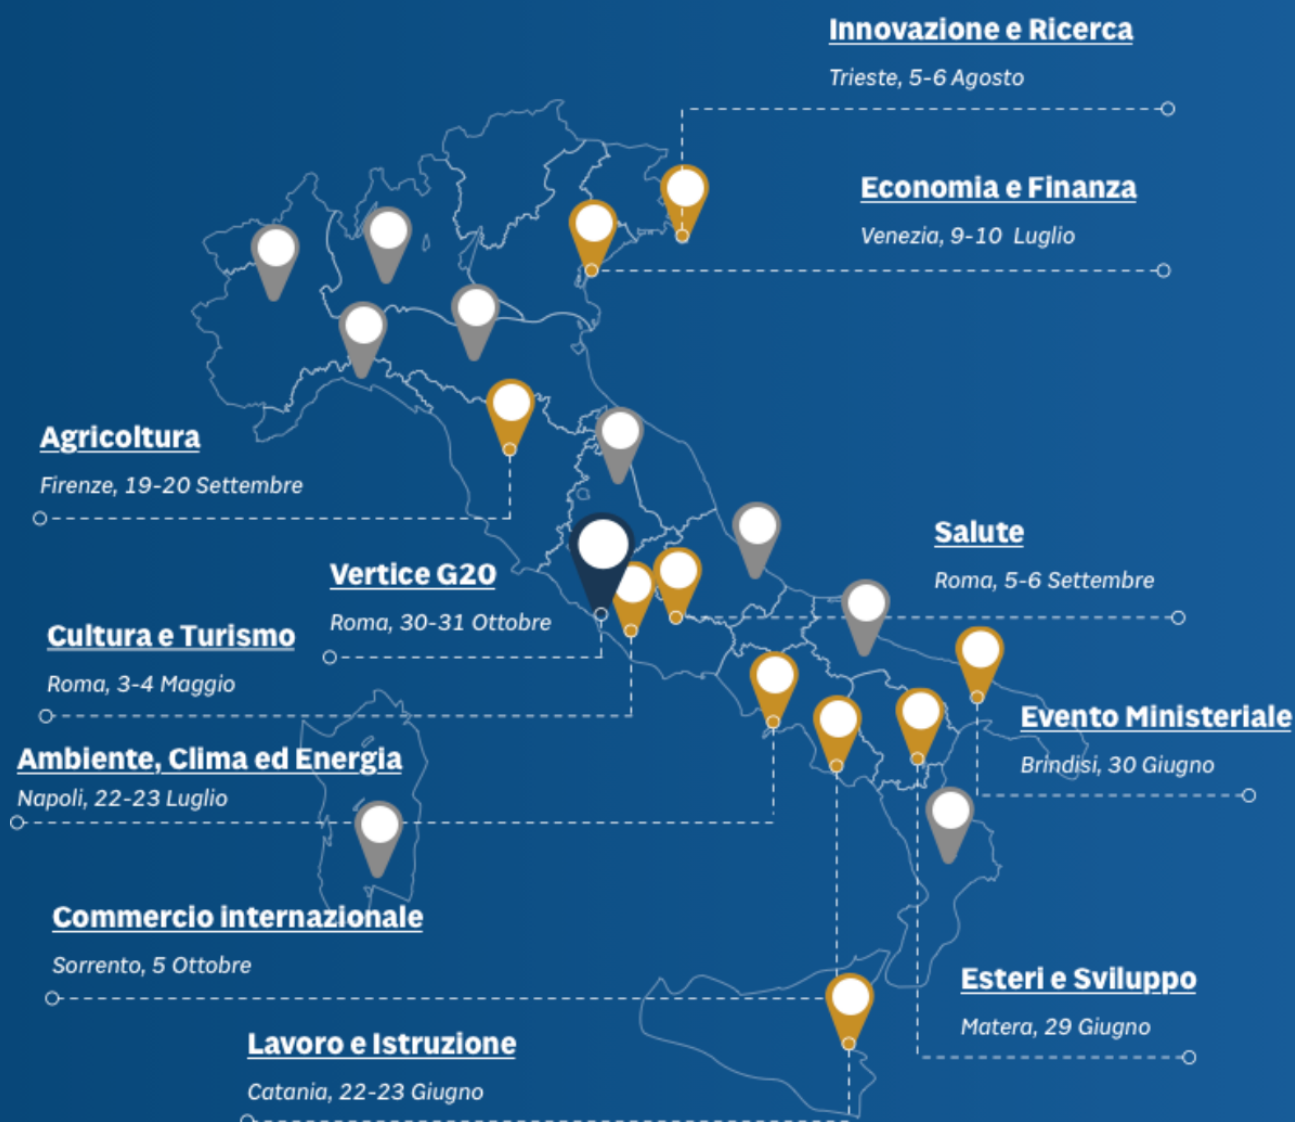 Innovazione e Ricerca
Trieste, 5-6 Agosto
Economia e Finanza
Venezia, 9-10 Luglio
Agricoltura
Firenze, 19-20 Settembre
Salute
Roma, 5-6 Settembre
Vertice G20
Roma, 30-31 Ottobre
Cultura e Turismo
Roma, 3-4 Maggio
Evento Ministeriale
Brindisi, 30 Giugno
Ambiente, Clima ed Energia
Napoli, 22-23 Luglio
Commercio internazionale
Sorrento, 5 Ottobre
Esteri e Sviluppo
Matera, 29 Giugno
Lavoro e Istruzione
Catania, 22-23 Giugno